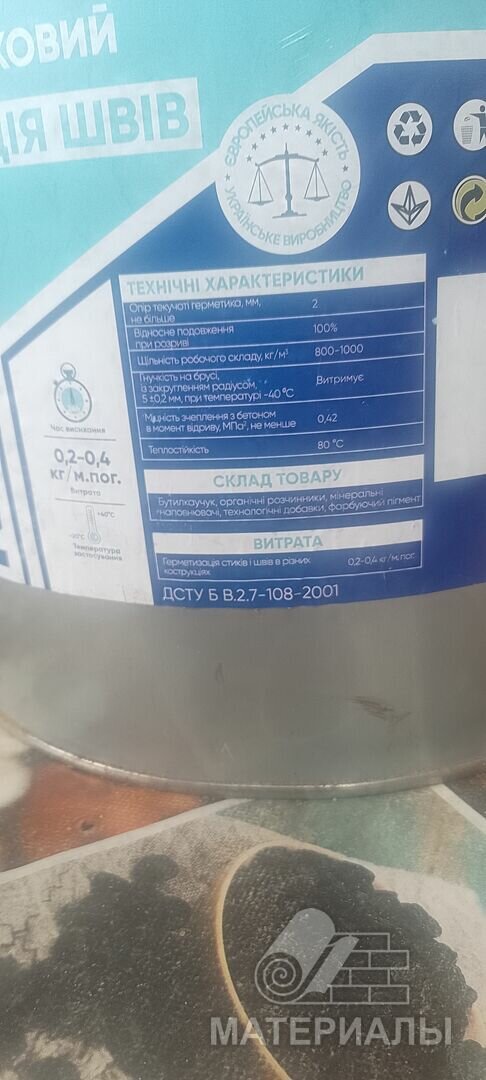 КОВИЙ
ЦІЯ ШВІВ
ЄВРОПЕЙСЬКА ЯКІСТЬ
УКРАЇНСЬКЕ ВИРОБНИЦТВО
ТЕХНІЧНІ ХАРАКТЕРИСТИКИ
Опір текучоті герметика, мм, 2
не більше
Відносне подовження 100%
при розриві
Щільність робочого складу, кг/м³ 800-1000
Гнучкість на брусі, Витримує
із закругленням радіусом,
5 ±0,2 мм, при температурі -40 °С
Міцність зчеплення з бетоном 0,42
в момент відриву, МПа², не менше
Теплостійкість 80 °С
Час висихання
0,2-0,4
кг/м.пог.
Витрата
+40°C
-20°C
Температура
застосування
СКЛАД ТОВАРУ
Бутилкаучук, органічні розчинники, мінеральні
наповнювачі, технологічні добавки, фарбуючий пігмент
ВИТРАТА
Герметизація стиків і швів в різних 0,2-0,4 кг/м.пог.
кострукціях
ДСТУ Б В.2.7-108-2001
МАТЕРИАЛЫ